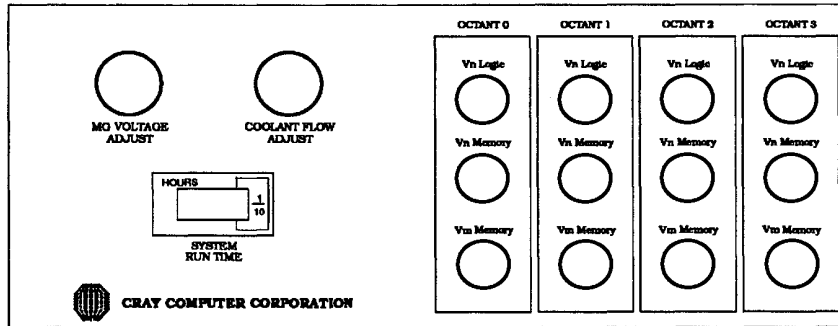 MG VOLTAGE
ADJUST
COOLANT FLOW
ADJUST
HOURS
1
10
SYSTEM
RUN TIME
CRAY COMPUTER CORPORATION
OCTANT 0
Vn Logic
Vn Memory
Vm Memory
OCTANT 1
Vn Logic
Vn Memory
Vm Memory
OCTANT 2
Vn Logic
Vn Memory
Vm Memory
OCTANT 3
Vn Logic
Vn Memory
Vm Memory